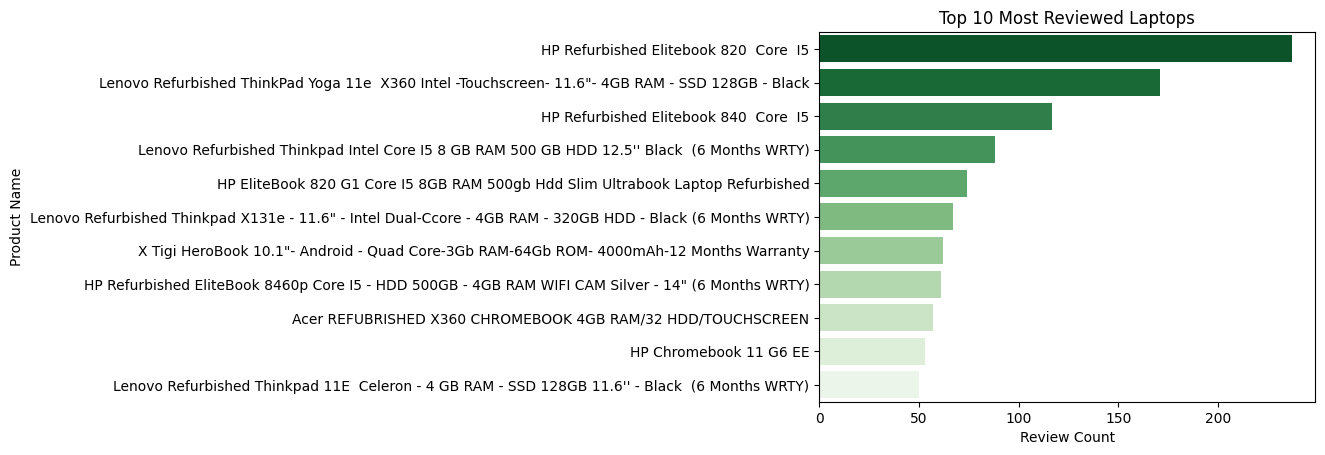 Top 10 Most Reviewed Laptops
Product Name
HP Refurbished Elitebook 820  Core  I5
Lenovo Refurbished ThinkPad Yoga 11e  X360 Intel -Touchscreen- 11.6"- 4GB RAM - SSD 128GB - Black
HP Refurbished Elitebook 840  Core  I5
Lenovo Refurbished Thinkpad Intel Core I5 8 GB RAM 500 GB HDD 12.5'' Black  (6 Months WRTY)
HP EliteBook 820 G1 Core I5 8GB RAM 500gb Hdd Slim Ultrabook Laptop Refurbished
Lenovo Refurbished Thinkpad X131e - 11.6" - Intel Dual-Ccore - 4GB RAM - 320GB HDD - Black (6 Months WRTY)
X Tigi HeroBook 10.1"- Android - Quad Core-3Gb RAM-64Gb ROM- 4000mAh-12 Months Warranty
HP Refurbished EliteBook 8460p Core I5 - HDD 500GB - 4GB RAM WIFI CAM Silver - 14" (6 Months WRTY)
Acer REFUBRISHED X360 CHROMEBOOK 4GB RAM/32 HDD/TOUCHSCREEN
HP Chromebook 11 G6 EE
Lenovo Refurbished Thinkpad 11E  Celeron - 4 GB RAM - SSD 128GB 11.6'' - Black  (6 Months WRTY)
0 50 100 150 200
Review Count